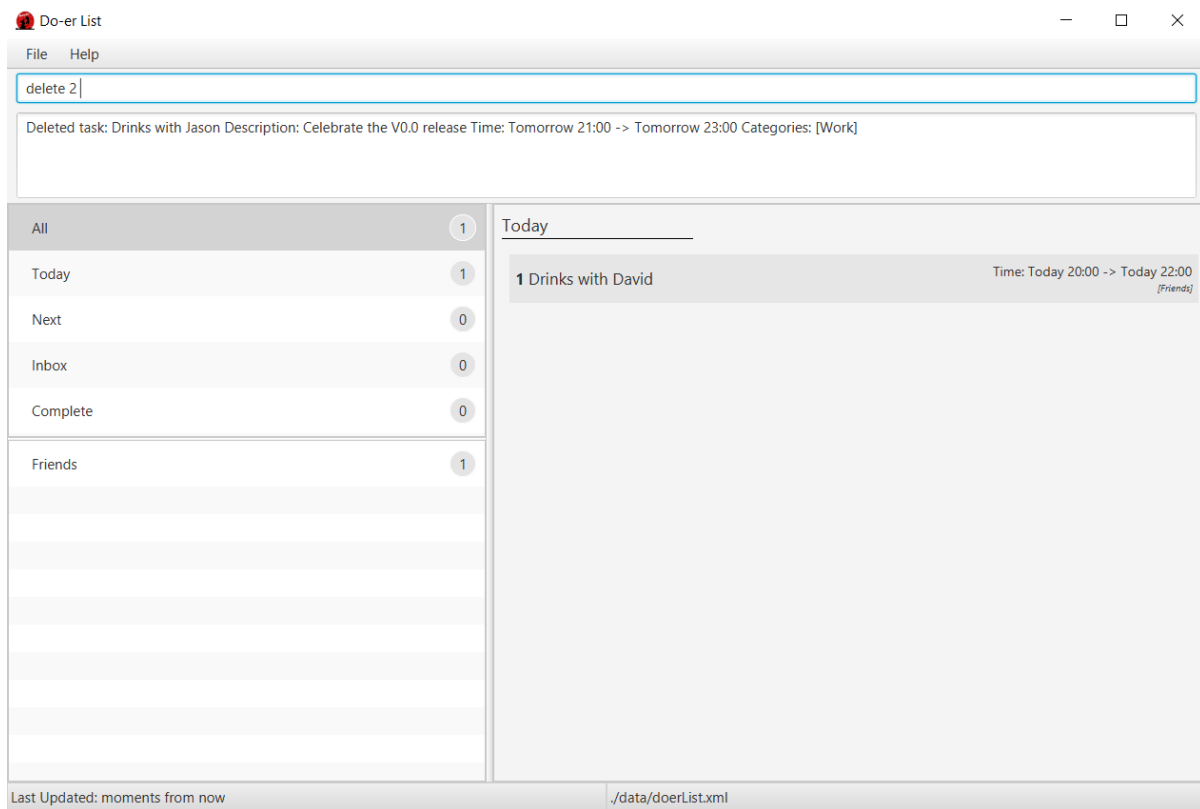 Do-er List
File Help
delete 2
Deleted task: Drinks with Jason Description: Celebrate the V0.0 release Time: Tomorrow 21:00 -> Tomorrow 23:00 Categories: [Work]
All 1
Today 1
Next 0
Inbox 0
Complete 0
Friends 1
Today
1 Drinks with David
Time: Today 20:00 -> Today 22:00
[Friends]
Last Updated: moments from now
./data/doerList.xml